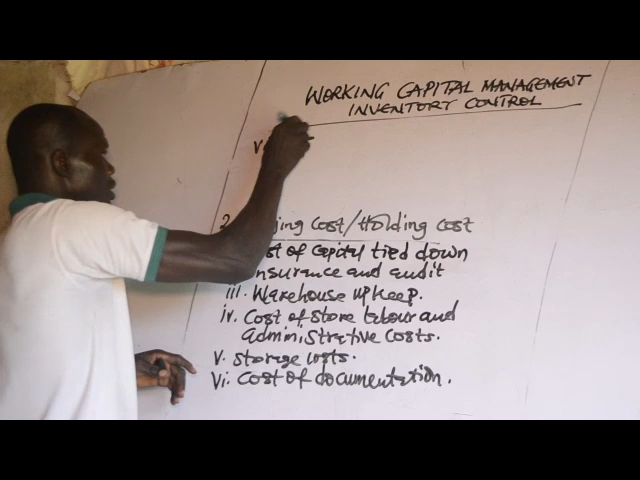 WORKING CAPITAL MANAGEMENT
INVENTORY CONTROL
V
2 ing Cost/Holding Cost
st of Capital tied down
nsurance and audit
iii. Warehouse upkeep.
iv. Cost of store labour and
administrative costs.
V. Storage costs.
Vi. Cost of documentation.